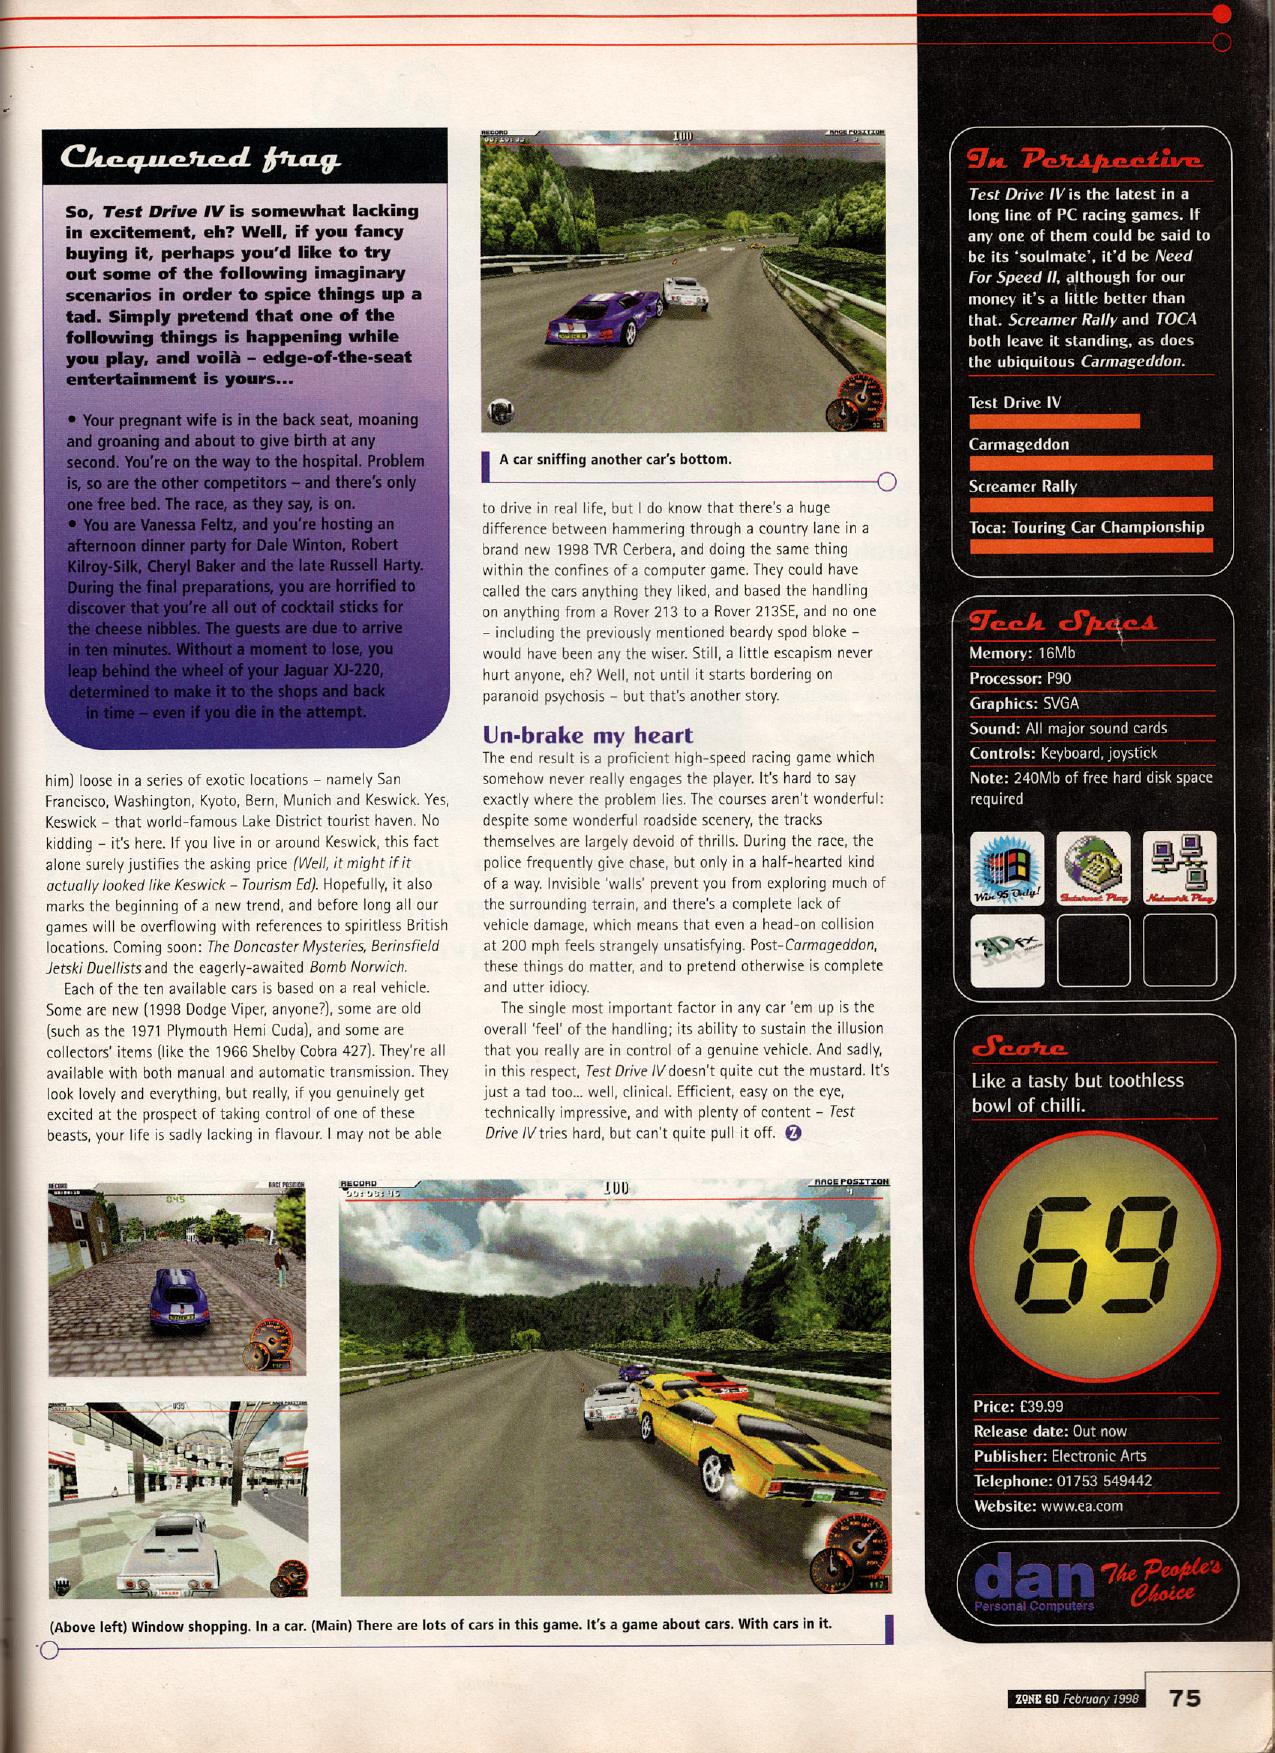 Chequered frag
So, Test Drive IV is somewhat lacking
in excitement, eh? Well, if you fancy
buying it, perhaps you'd like to try
out some of the following imaginary
scenarios in order to spice things up a
tad. Simply pretend that one of the
following things is happening while
you play, and voilà – edge-of-the-seat
entertainment is yours...
• Your pregnant wife is in the back seat, moaning
and groaning and about to give birth at any
second. You're on the way to the hospital. Problem
is, so are the other competitors – and there's only
one free bed. The race, as they say, is on.
• You are Vanessa Feltz, and you're hosting an
afternoon dinner party for Dale Winton, Robert
Kilroy-Silk, Cheryl Baker and the late Russell Harty.
During the final preparations, you are horrified to
discover that you're all out of cocktail sticks for
the cheese nibbles. The guests are due to arrive
in ten minutes. Without a moment to lose, you
leap behind the wheel of your Jaguar XJ-220,
determined to make it to the shops and back
in time – even if you die in the attempt.
him) loose in a series of exotic locations – namely San
Francisco, Washington, Kyoto, Bern, Munich and Keswick. Yes,
Keswick – that world-famous Lake District tourist haven. No
kidding – it's here. If you live in or around Keswick, this fact
alone surely justifies the asking price (Well, it might if it
actually looked like Keswick – Tourism Ed). Hopefully, it also
marks the beginning of a new trend, and before long all our
games will be overflowing with references to spiritless British
locations. Coming soon: The Doncaster Mysteries, Berinsfield
Jetski Duellists and the eagerly-awaited Bomb Norwich.
Each of the ten available cars is based on a real vehicle.
Some are new (1998 Dodge Viper, anyone?), some are old
(such as the 1971 Plymouth Hemi Cuda), and some are
collectors' items (like the 1966 Shelby Cobra 427). They're all
available with both manual and automatic transmission. They
look lovely and everything, but really, if you genuinely get
excited at the prospect of taking control of one of these
beasts, your life is sadly lacking in flavour. I may not be able
RECORD
100
RACE POSITION
A car sniffing another car's bottom.
to drive in real life, but I do know that there's a huge
difference between hammering through a country lane in a
brand new 1998 TVR Cerbera, and doing the same thing
within the confines of a computer game. They could have
called the cars anything they liked, and based the handling
on anything from a Rover 213 to a Rover 213SE, and no one
– including the previously mentioned beardy spod bloke –
would have been any the wiser. Still, a little escapism never
hurt anyone, eh? Well, not until it starts bordering on
paranoid psychosis – but that's another story.
Un-brake my heart
The end result is a proficient high-speed racing game which
somehow never really engages the player. It's hard to say
exactly where the problem lies. The courses aren't wonderful:
despite some wonderful roadside scenery, the tracks
themselves are largely devoid of thrills. During the race, the
police frequently give chase, but only in a half-hearted kind
of a way. Invisible 'walls' prevent you from exploring much of
the surrounding terrain, and there's a complete lack of
vehicle damage, which means that even a head-on collision
at 200 mph feels strangely unsatisfying. Post-Carmageddon,
these things do matter, and to pretend otherwise is complete
and utter idiocy.
The single most important factor in any car 'em up is the
overall 'feel' of the handling; its ability to sustain the illusion
that you really are in control of a genuine vehicle. And sadly,
in this respect, Test Drive IV doesn't quite cut the mustard. It's
just a tad too... well, clinical. Efficient, easy on the eye,
technically impressive, and with plenty of content – Test
Drive IV tries hard, but can't quite pull it off. Z
RECORD
045
RACE POSITION
RECORD
100
RACE POSITION
4
117
(Above left) Window shopping. In a car. (Main) There are lots of cars in this game. It's a game about cars. With cars in it.
In Perspective
Test Drive IV is the latest in a
long line of PC racing games. If
any one of them could be said to
be its 'soulmate', it'd be Need
For Speed II, although for our
money it's a little better than
that. Screamer Rally and TOCA
both leave it standing, as does
the ubiquitous Carmageddon.
Test Drive IV
Carmageddon
Screamer Rally
Toca: Touring Car Championship
Tech Specs
Memory: 16Mb
Processor: P90
Graphics: SVGA
Sound: All major sound cards
Controls: Keyboard, joystick
Note: 240Mb of free hard disk space
required
Win 95 Only!
Internet Play
Network Play
3Dfx
Score
Like a tasty but toothless
bowl of chilli.
69
Price: £39.99
Release date: Out now
Publisher: Electronic Arts
Telephone: 01753 549442
Website: www.ea.com
dan
Personal Computers
The People's
Choice
ZONE 60 February 1998
75